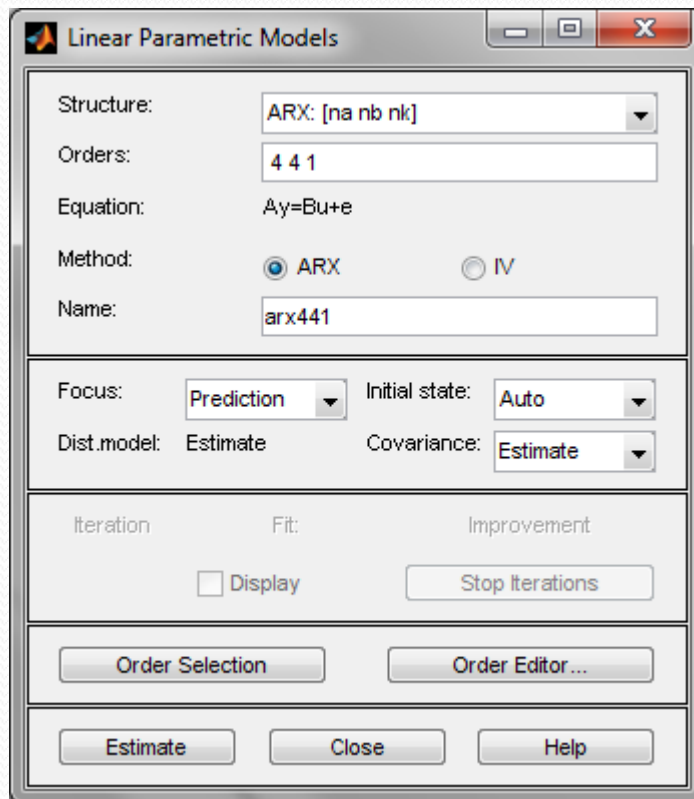 Linear Parametric Models
Structure: ARX: [na nb nk]
Orders: 4 4 1
Equation: Ay=Bu+e
Method: ARX IV
Name: arx441
Focus: Prediction Initial state: Auto
Dist.model: Estimate Covariance: Estimate
Iteration Fit: Improvement
Display Stop Iterations
Order Selection Order Editor...
Estimate Close Help